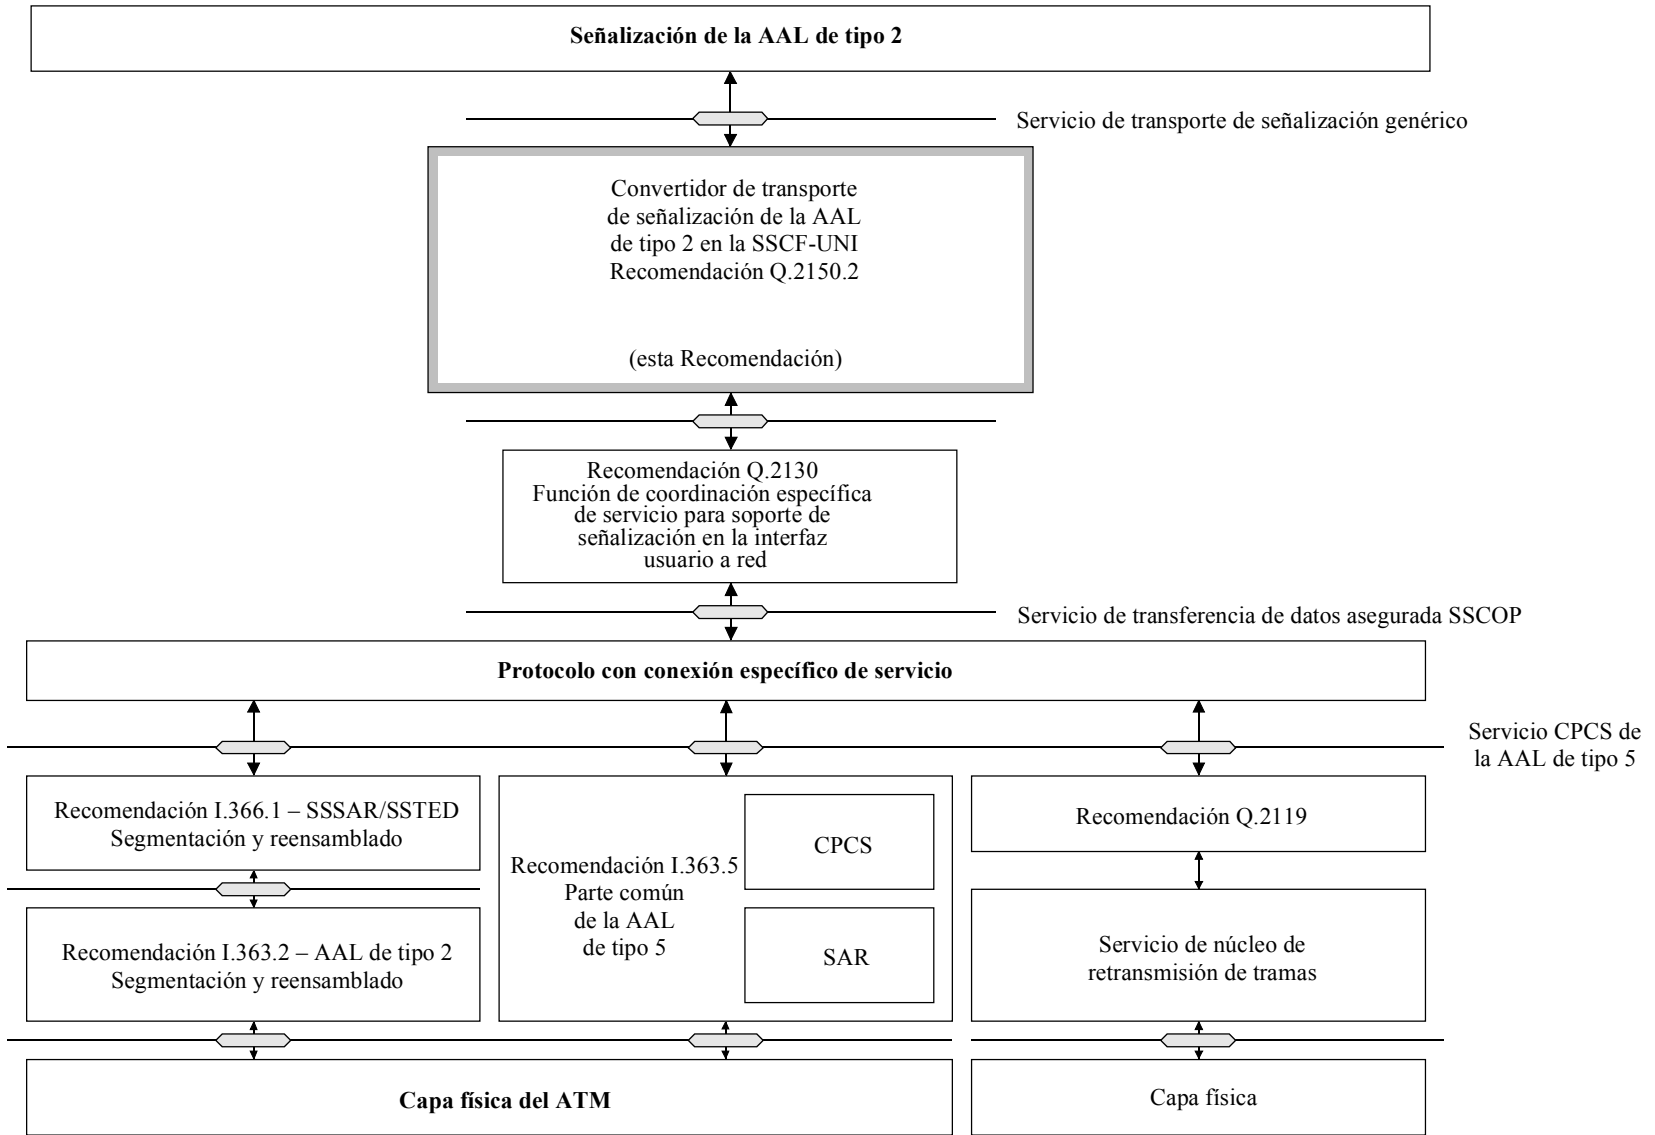 Señalización de la AAL de tipo 2
Servicio de transporte de señalización genérico
Convertidor de transporte
de señalización de la AAL
de tipo 2 en la SSCF-UNI
Recomendación Q.2150.2
(esta Recomendación)
Recomendación Q.2130
Función de coordinación específica
de servicio para soporte de
señalización en la interfaz
usuario a red
Servicio de transferencia de datos asegurada SSCOP
Protocolo con conexión específico de servicio
Servicio CPCS de
la AAL de tipo 5
Recomendación I.366.1 – SSSAR/SSTED
Segmentación y reensamblado
Recomendación I.363.2 – AAL de tipo 2
Segmentación y reensamblado
Recomendación I.363.5
Parte común
de la AAL
de tipo 5
CPCS
SAR
Recomendación Q.2119
Servicio de núcleo de
retransmisión de tramas
Capa física del ATM
Capa física